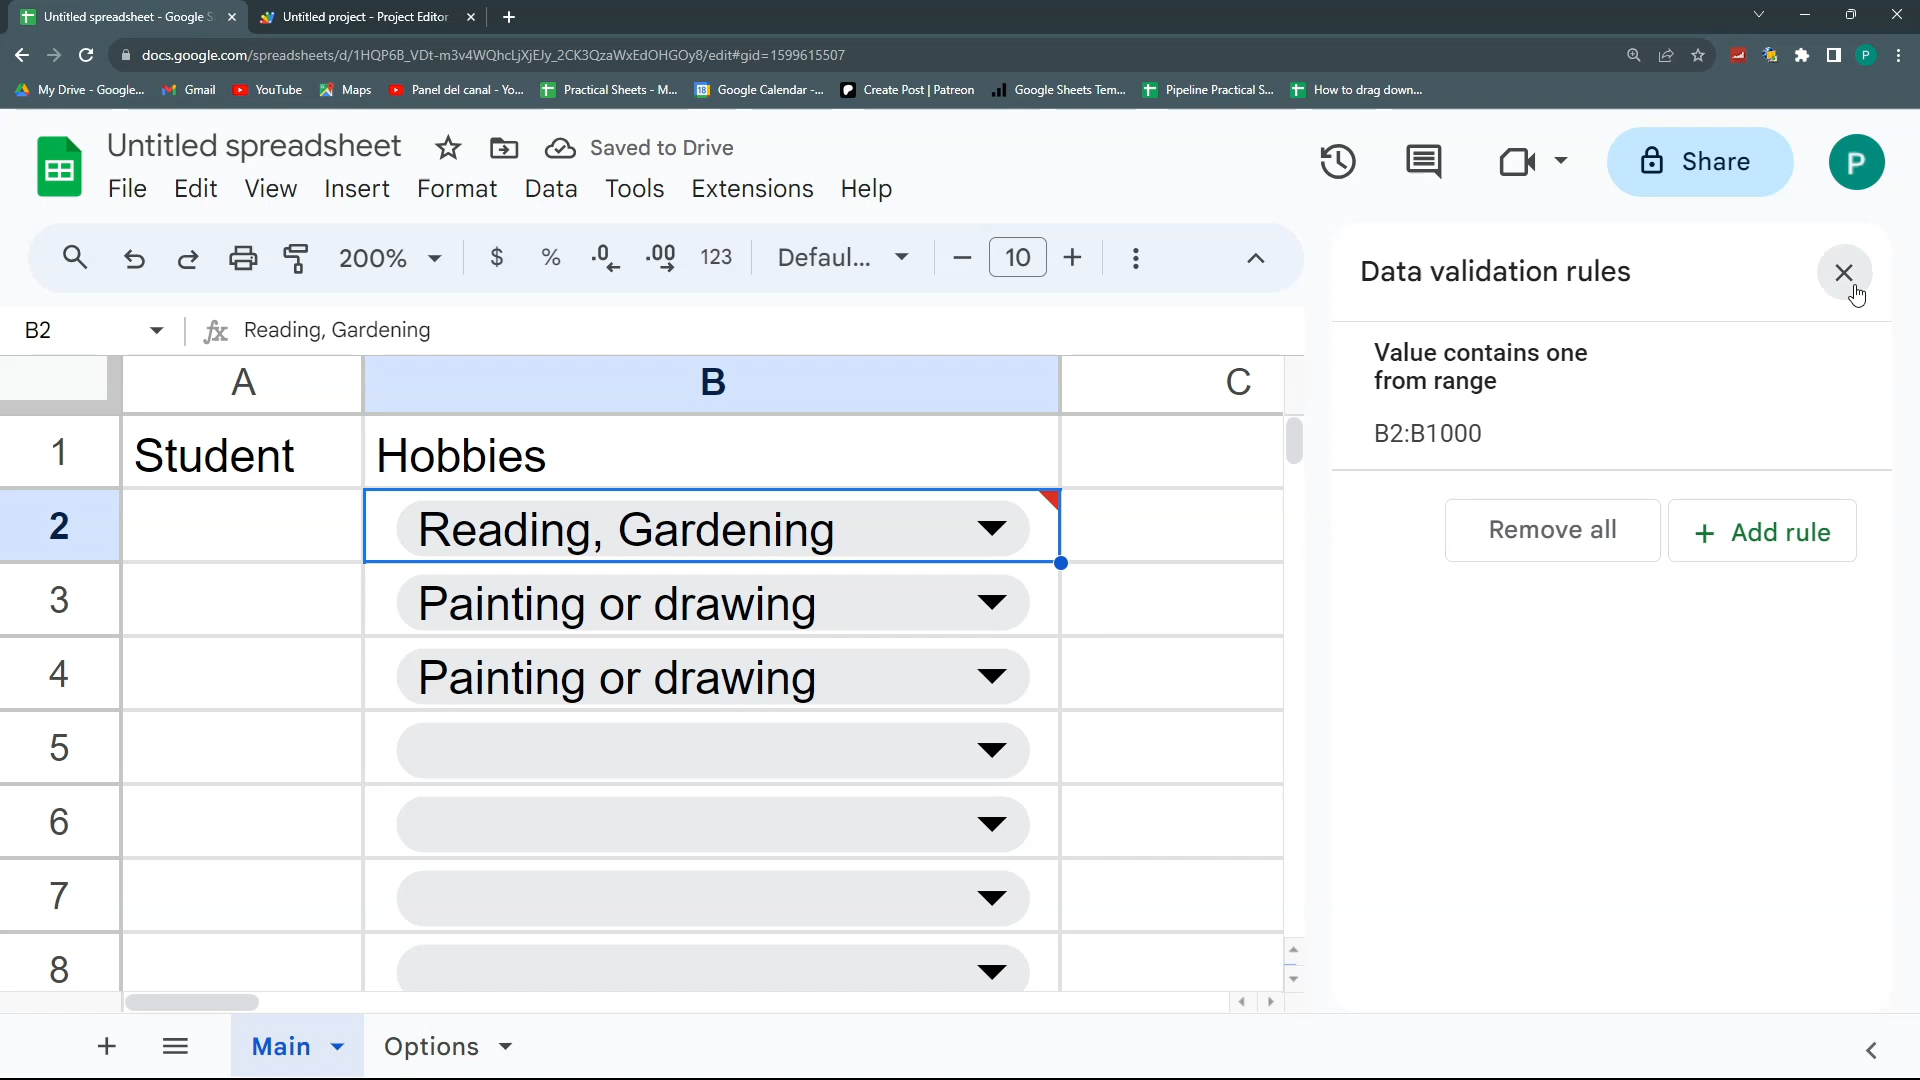 Untitled spreadsheet - Google S
Untitled project - Project Editor
docs.google.com/spreadsheets/d/1HQP6B_VDt-m3v4WQhcLjXjEJy_2CK3QzaWxEdOHGOy8/edit#gid=1599615507
My Drive - Google... Gmail YouTube Maps Panel del canal - Yo... Practical Sheets - M... Google Calendar -... Create Post | Patreon Google Sheets Tem... Pipeline Practical S... How to drag down...
Untitled spreadsheet Saved to Drive
File Edit View Insert Format Data Tools Extensions Help
Share P
200% $ % .0 .00 123 Defaul... 10
Data validation rules
B2 fx Reading, Gardening
Value contains one
from range
B2:B1000
Remove all + Add rule
A B C
1 Student Hobbies
2 Reading, Gardening
3 Painting or drawing
4 Painting or drawing
5
6
7
8
Main Options